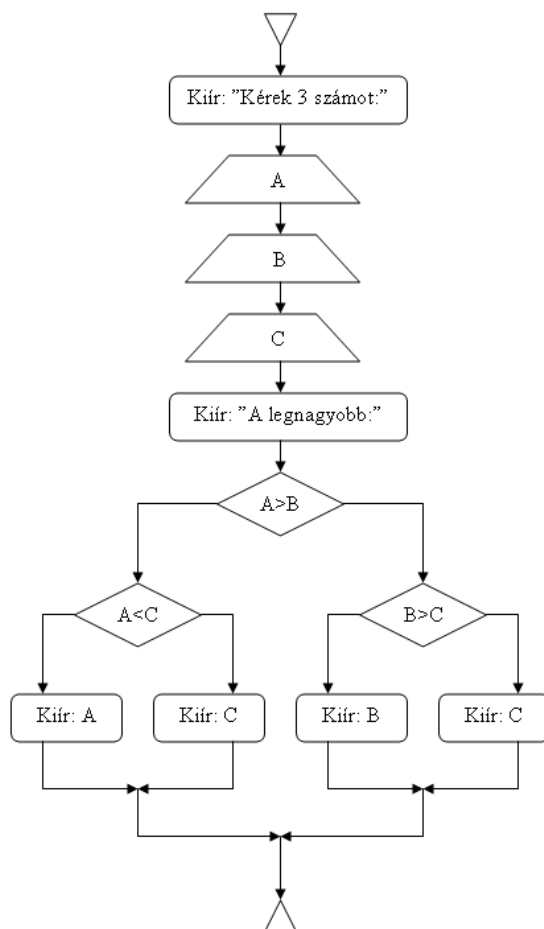 Kiír: ”Kérek 3 számot:”
A
B
C
Kiír: ”A legnagyobb:”
A>B
A<C
B>C
Kiír: A
Kiír: C
Kiír: B
Kiír: C